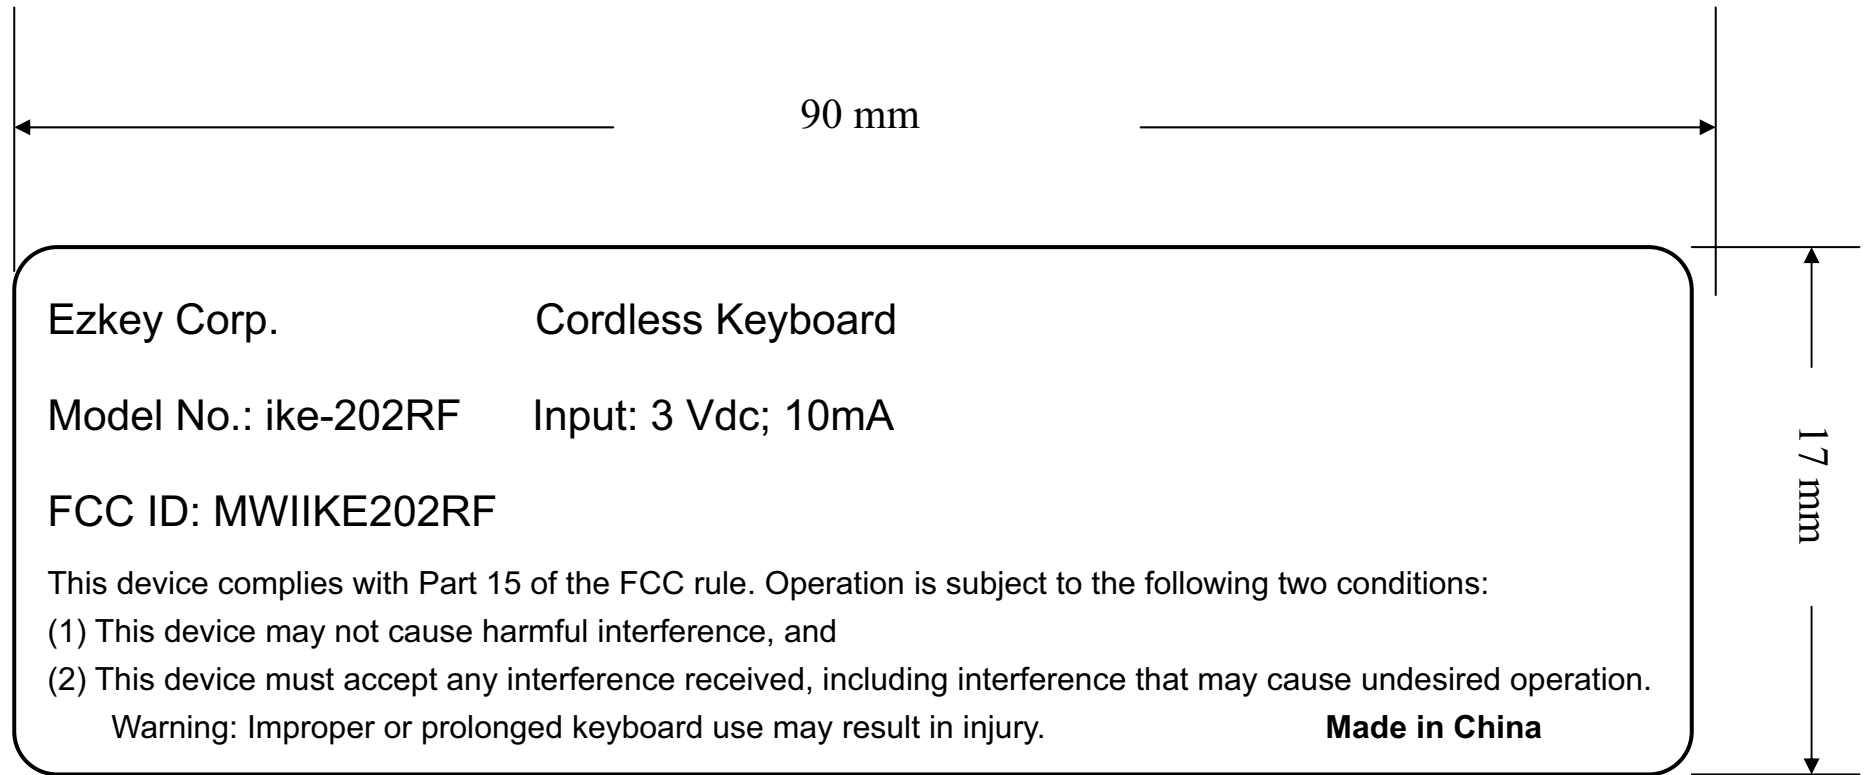 90 mm
Ezkey Corp. Cordless Keyboard
Model No.: ike-202RF Input: 3 Vdc; 10mA
17 mm
FCC ID: MWIIKE202RF
This device complies with Part 15 of the FCC rule. Operation is subject to the following two conditions:
(1) This device may not cause harmful interference, and
(2) This device must accept any interference received, including interference that may cause undesired operation.
Warning: Improper or prolonged keyboard use may result in injury. Made in China